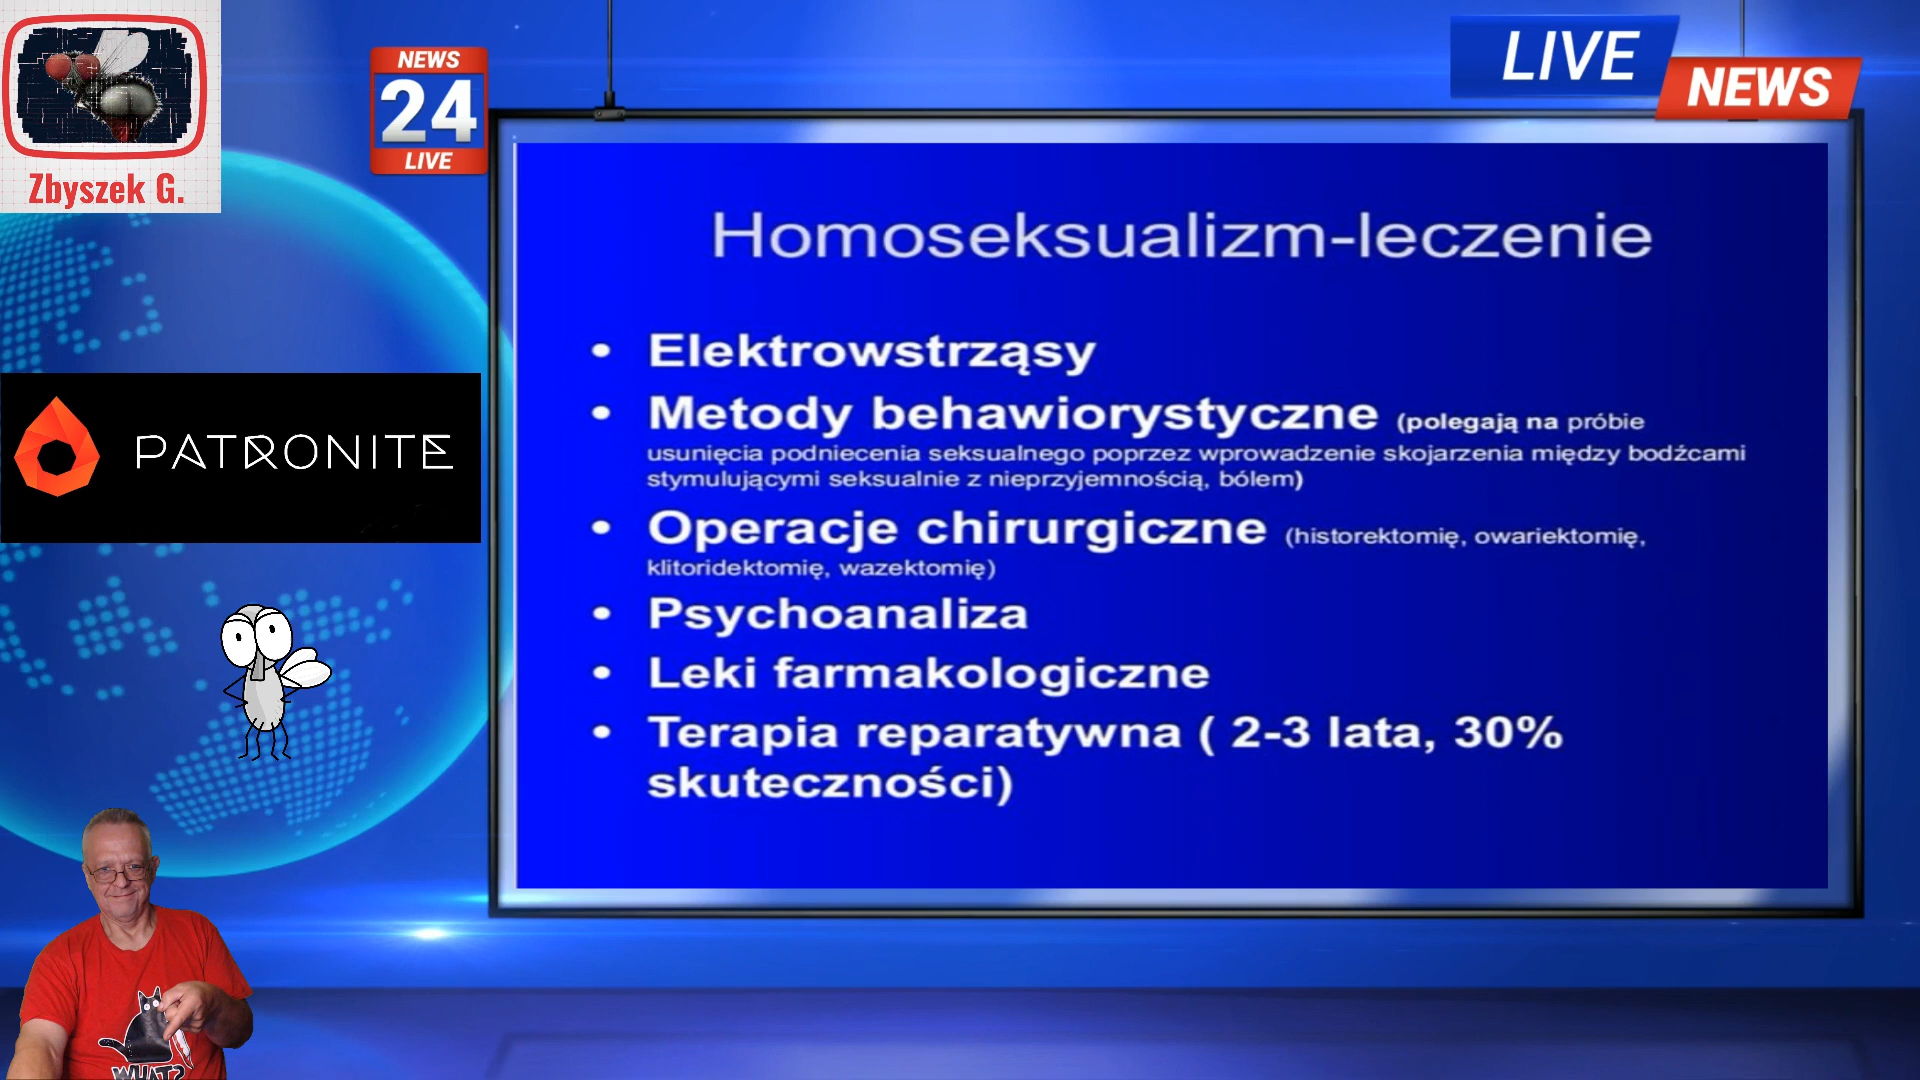 Zbyszek G.
NEWS
24
LIVE
LIVE
NEWS
PATRONITE
Homoseksualizm-leczenie
• Elektrowstrząsy
• Metody behawiorystyczne (polegają na próbie
usunięcia podniecenia seksualnego poprzez wprowadzenie skojarzenia między bodźcami
stymulującymi seksualnie z nieprzyjemnością, bólem)
• Operacje chirurgiczne (historektomię, owariektomię,
klitoridektomię, wazektomię)
• Psychoanaliza
• Leki farmakologiczne
• Terapia reparatywna ( 2-3 lata, 30%
skuteczności)
WHAT?